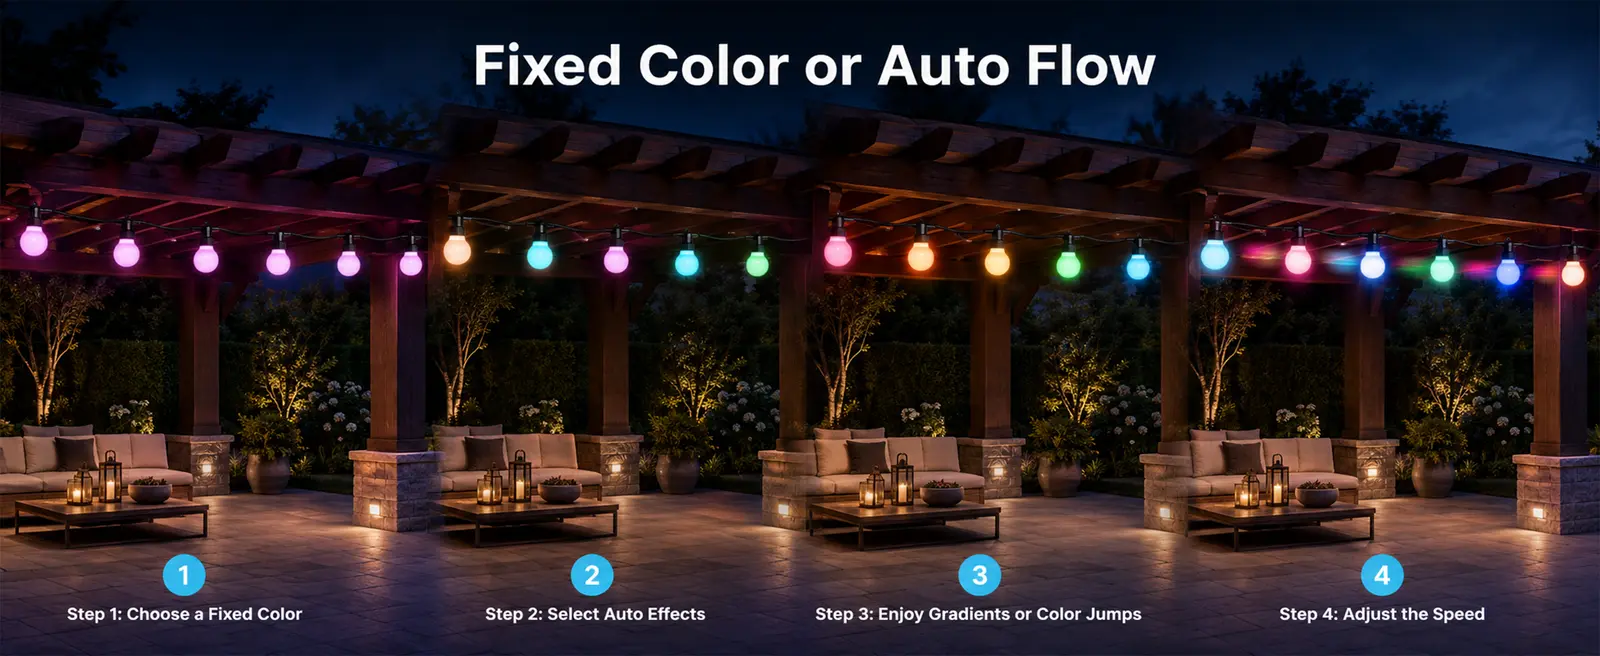 Fixed Color or Auto Flow
1
2
3
4
Step 1: Choose a Fixed Color
Step 2: Select Auto Effects
Step 3: Enjoy Gradients or Color Jumps
Step 4: Adjust the Speed